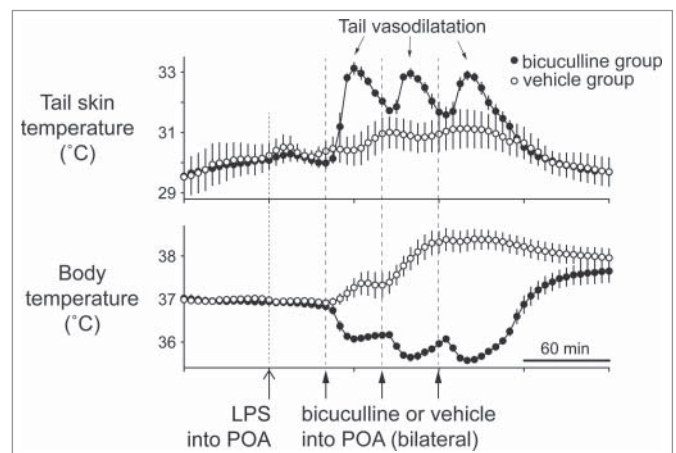 Tail vasodilatation
bicuculline group
vehicle group
33
Tail skin
temperature
(˚C)
31
29
38
Body
temperature
(˚C)
37
36
60 min
LPS
into POA
bicuculline or vehicle
into POA (bilateral)